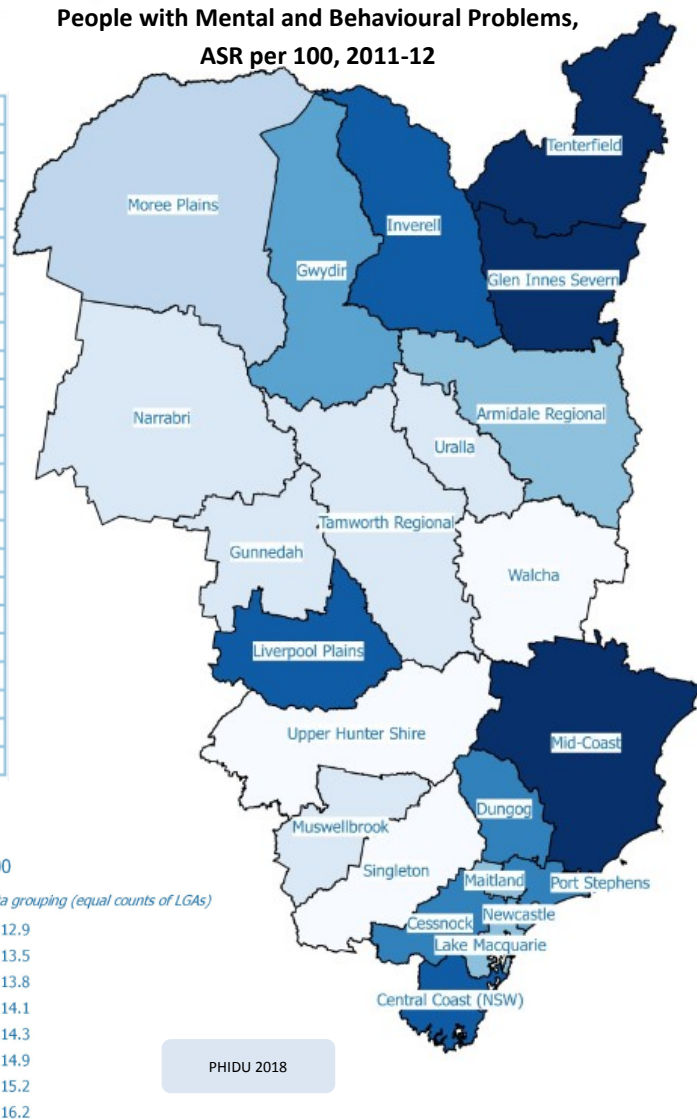 People with Mental and Behavioural Problems,
ASR per 100, 2011-12
Tenterfield
Moree Plains
Inverell
Gwydir
Glen Innes Severn
Narrabri
Armidale Regional
Uralla
Tamworth Regional
Gunnedah
Walcha
Liverpool Plains
Upper Hunter Shire
Mid-Coast
Dungog
Muswellbrook
Singleton
Maitland
Port Stephens
Newcastle
Cessnock
Lake Macquarie
Central Coast (NSW)
grouping (equal counts of LGAs)
12.9
13.5
13.8
14.1
14.3
14.9
15.2
16.2
PHIDU 2018